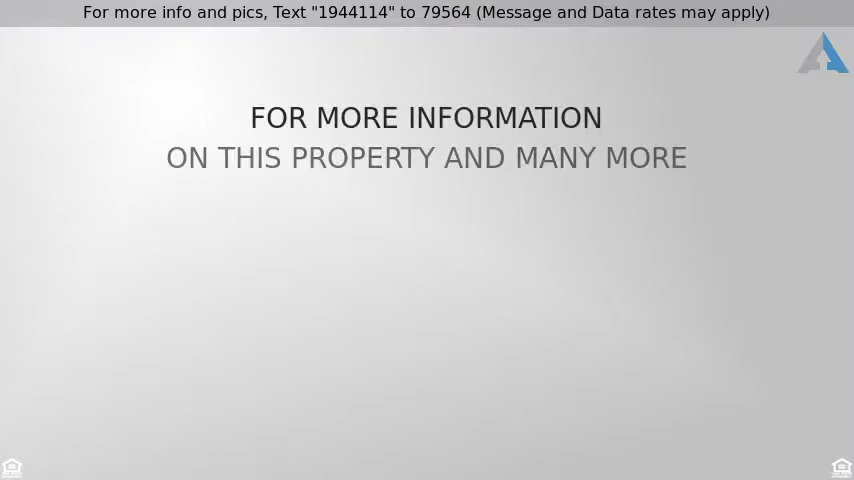 For more info and pics, Text "1944114" to 79564 (Message and Data rates may apply)
FOR MORE INFORMATION
ON THIS PROPERTY AND MANY MORE